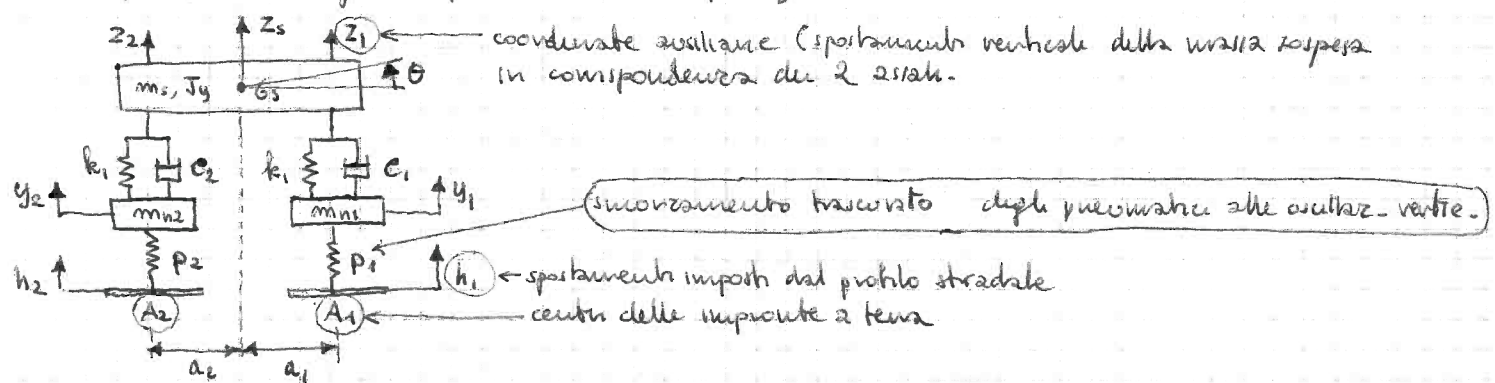 Z2 Zs Z1 coordinate ausiliarie (spostamenti verticale della massa sospesa
θ in corrispondenza dei 2 assali.
ms, Jy Gs
k1 c2 k1 c1
y2 mn2 mn1 y1
smorzamento trascurato degli pneumatici alle oscillaz. vertic.
p2 p1
h2 h1 spostamenti imposti dal profilo stradale
A2 A1 centri delle impronte a terra
a2 a1